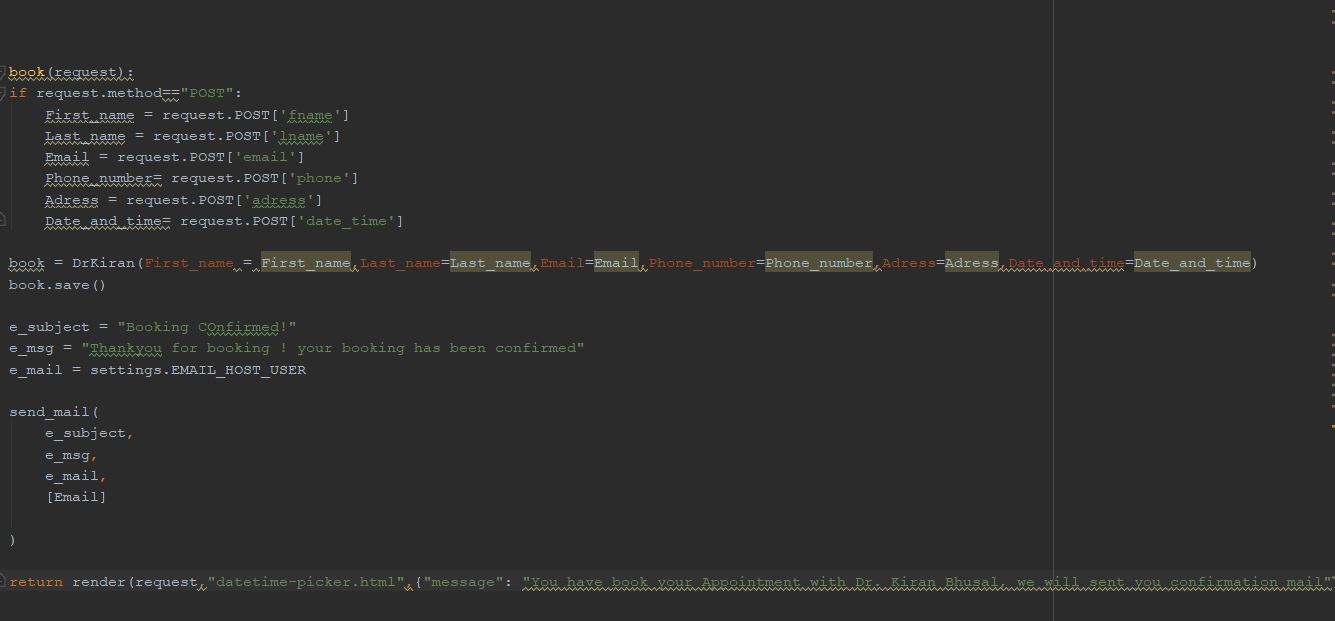 book(request):
if request.method=="POST":
First_name = request.POST['fname']
Last_name = request.POST['lname']
Email = request.POST['email']
Phone_number= request.POST['phone']
Adress = request.POST['adress']
Date_and_time= request.POST['date_time']
book = DrKiran(First_name = First_name,Last_name=Last_name,Email=Email,Phone_number=Phone_number,Adress=Adress,Date_and_time=Date_and_time)
book.save()
e_subject = "Booking COnfirmed!"
e_msg = "Thankyou for booking ! your booking has been confirmed"
e_mail = settings.EMAIL_HOST_USER
send_mail(
e_subject,
e_msg,
e_mail,
[Email]
)
return render(request,"datetime-picker.html",{"message": "You have book your Appointment with Dr. Kiran Bhusal, we will sent you confirmation mail"